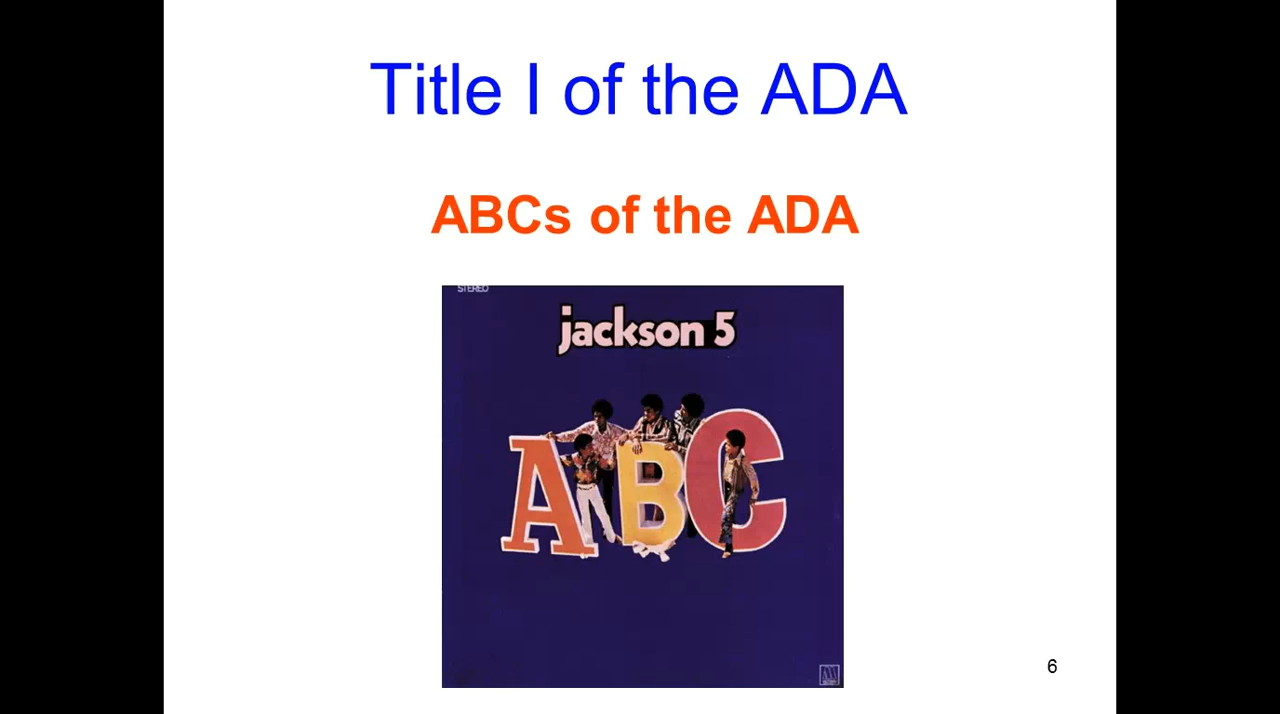 Title I of the ADA
ABCs of the ADA
STEREO
jackson 5
ABC
6